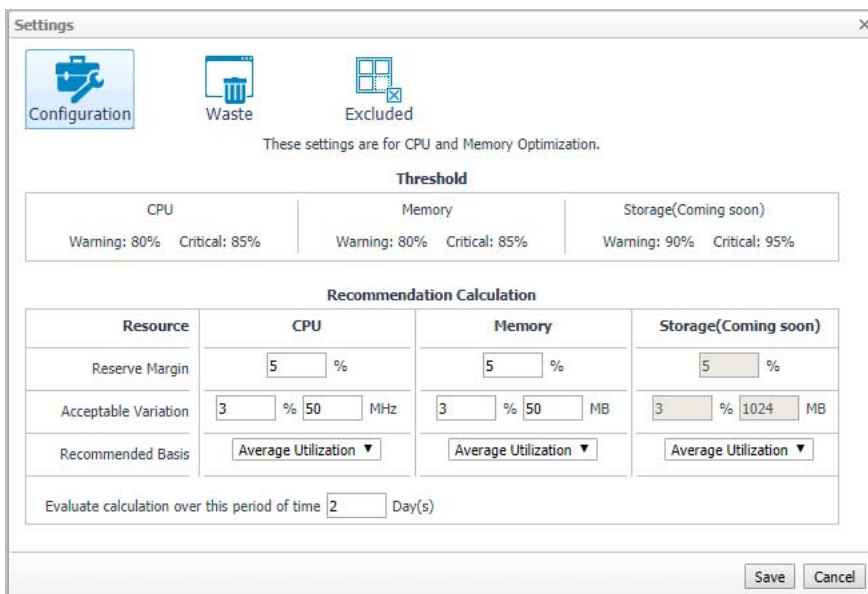 Settings
Configuration Waste Excluded
These settings are for CPU and Memory Optimization.
Threshold
CPU Memory Storage(Coming soon)
Warning: 80% Critical: 85% Warning: 80% Critical: 85% Warning: 90% Critical: 95%
Recommendation Calculation
Resource CPU Memory Storage(Coming soon)
Reserve Margin 5 % 5 % 5 %
Acceptable Variation 3 % 50 MHz 3 % 50 MB 3 % 1024 MB
Recommended Basis Average Utilization ▼ Average Utilization ▼ Average Utilization ▼
Evaluate calculation over this period of time 2 Day(s)
Save Cancel